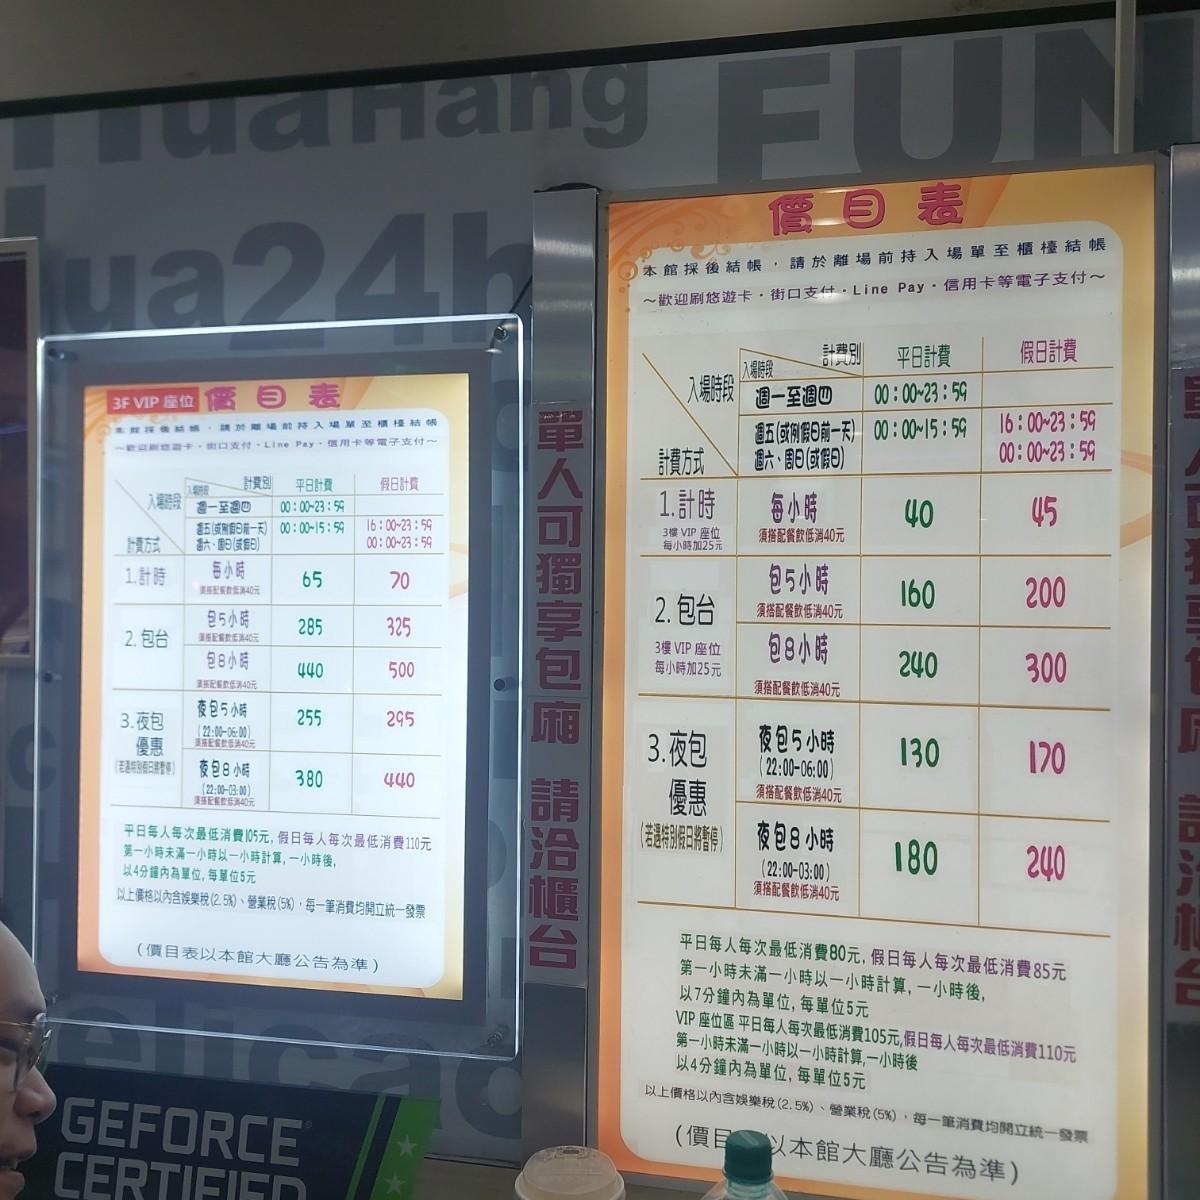 HuaHang
FUN
ua24h
3F VIP 座位 價目表
本館採後結帳，請於離場前持入場單至櫃檯結帳
～歡迎刷悠遊卡・街口支付・Line Pay・信用卡等電子支付～
入場時段 計費方式 入場時段 計費別 平日計費 假日計費
週一至週四 00:00~23:59
週五(或例假日前一天) 00:00~15:59 16:00~23:59
週六、周日(或假日) 00:00~23:59
1.計時 每小時 65 70
須搭配餐飲低消40元
2.包台 包5小時 285 325
須搭配餐飲低消40元
包8小時 440 500
須搭配餐飲低消40元
3.夜包 優惠 夜包5小時 255 295
(22:00-06:00)
須搭配餐飲低消40元
(若遇特別假日將暫停) 夜包8小時 380 440
(22:00-03:00)
須搭配餐飲低消40元
平日每人每次最低消費105元, 假日每人每次最低消費110元
第一小時未滿一小時以一小時計算, 一小時後,
以4分鐘內為單位, 每單位5元
以上價格以內含娛樂稅(2.5%)、營業稅(5%)，每一筆消費均開立統一發票
(價目表以本館大廳公告為準)
單人可獨享包廂 請洽櫃台
價目表
本館採後結帳，請於離場前持入場單至櫃檯結帳
～歡迎刷悠遊卡・街口支付・Line Pay・信用卡等電子支付～
入場時段 計費方式 入場時段 計費別 平日計費 假日計費
週一至週四 00:00~23:59
週五(或例假日前一天) 00:00~15:59 16:00~23:59
週六、周日(或假日) 00:00~23:59
1.計時 每小時 40 45
3樓 VIP 座位 每小時加25元 須搭配餐飲低消40元
2.包台 包5小時 160 200
須搭配餐飲低消40元
3樓 VIP 座位 每小時加25元 包8小時 240 300
須搭配餐飲低消40元
3.夜包 優惠 夜包5小時 130 170
(22:00-06:00)
須搭配餐飲低消40元
(若遇特別假日將暫停) 夜包8小時 180 240
(22:00-03:00)
須搭配餐飲低消40元
平日每人每次最低消費80元, 假日每人每次最低消費85元
第一小時未滿一小時以一小時計算, 一小時後,
以7分鐘內為單位, 每單位5元
VIP 座位區 平日每人每次最低消費105元,假日每人每次最低消費110元
第一小時未滿一小時以一小時計算,一小時後
以4分鐘內為單位, 每單位5元
以上價格以內含娛樂稅(2.5%)、營業稅(5%)，每一筆消費均開立統一發票
(價目 以本館大廳公告為準)
GEFORCE
CERTIFIED